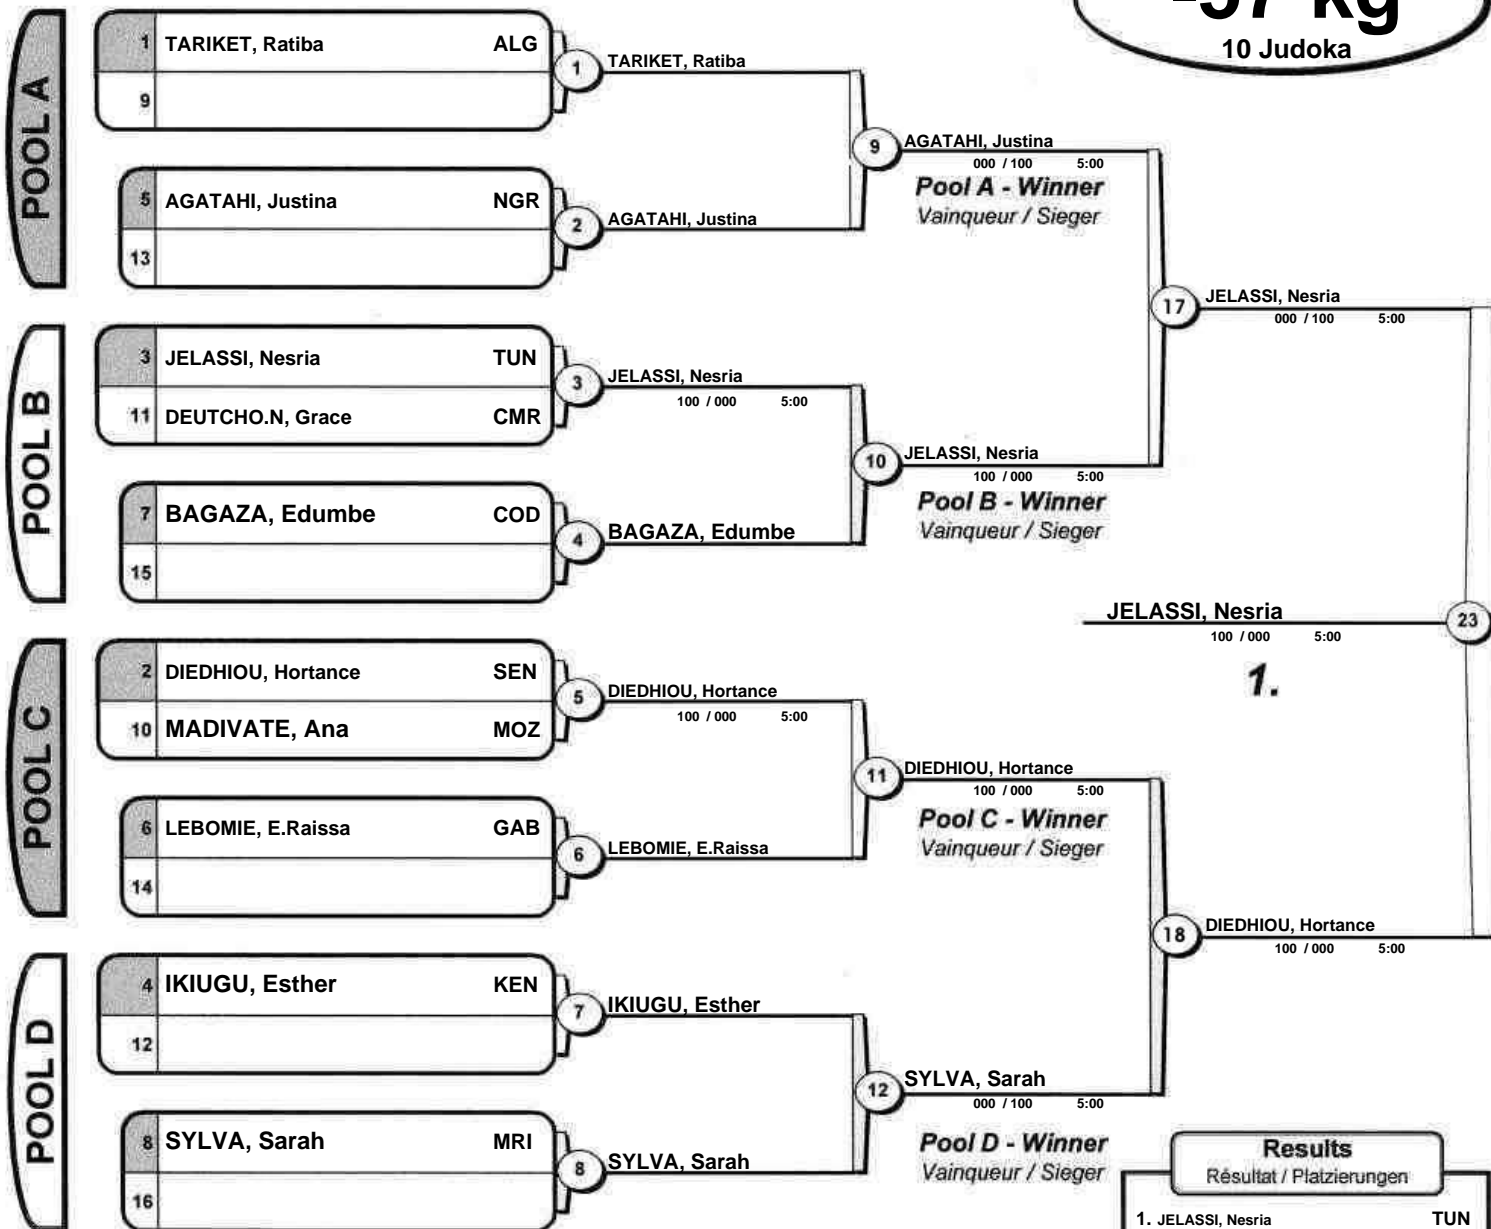 -57 kg
10 Judoka
POOL A
1 TARIKET, Ratiba ALG
9
5 AGATAHI, Justina NGR
13
1 TARIKET, Ratiba
2 AGATAHI, Justina
9 AGATAHI, Justina
000 / 100 5:00
Pool A - Winner
Vainqueur / Sieger
POOL B
3 JELASSI, Nesria TUN
11 DEUTCHO.N, Grace CMR
7 BAGAZA, Edumbe COD
15
3 JELASSI, Nesria
100 / 000 5:00
4 BAGAZA, Edumbe
10 JELASSI, Nesria
100 / 000 5:00
Pool B - Winner
Vainqueur / Sieger
17 JELASSI, Nesria
000 / 100 5:00
JELASSI, Nesria 23
100 / 000 5:00
1.
POOL C
2 DIEDHIOU, Hortance SEN
10 MADIVATE, Ana MOZ
6 LEBOMIE, E.Raissa GAB
14
5 DIEDHIOU, Hortance
100 / 000 5:00
6 LEBOMIE, E.Raissa
11 DIEDHIOU, Hortance
100 / 000 5:00
Pool C - Winner
Vainqueur / Sieger
POOL D
4 IKIUGU, Esther KEN
12
8 SYLVA, Sarah MRI
16
7 IKIUGU, Esther
8 SYLVA, Sarah
12 SYLVA, Sarah
000 / 100 5:00
Pool D - Winner
Vainqueur / Sieger
18 DIEDHIOU, Hortance
100 / 000 5:00
Results
Résultat / Platzierungen
1. JELASSI, Nesria TUN